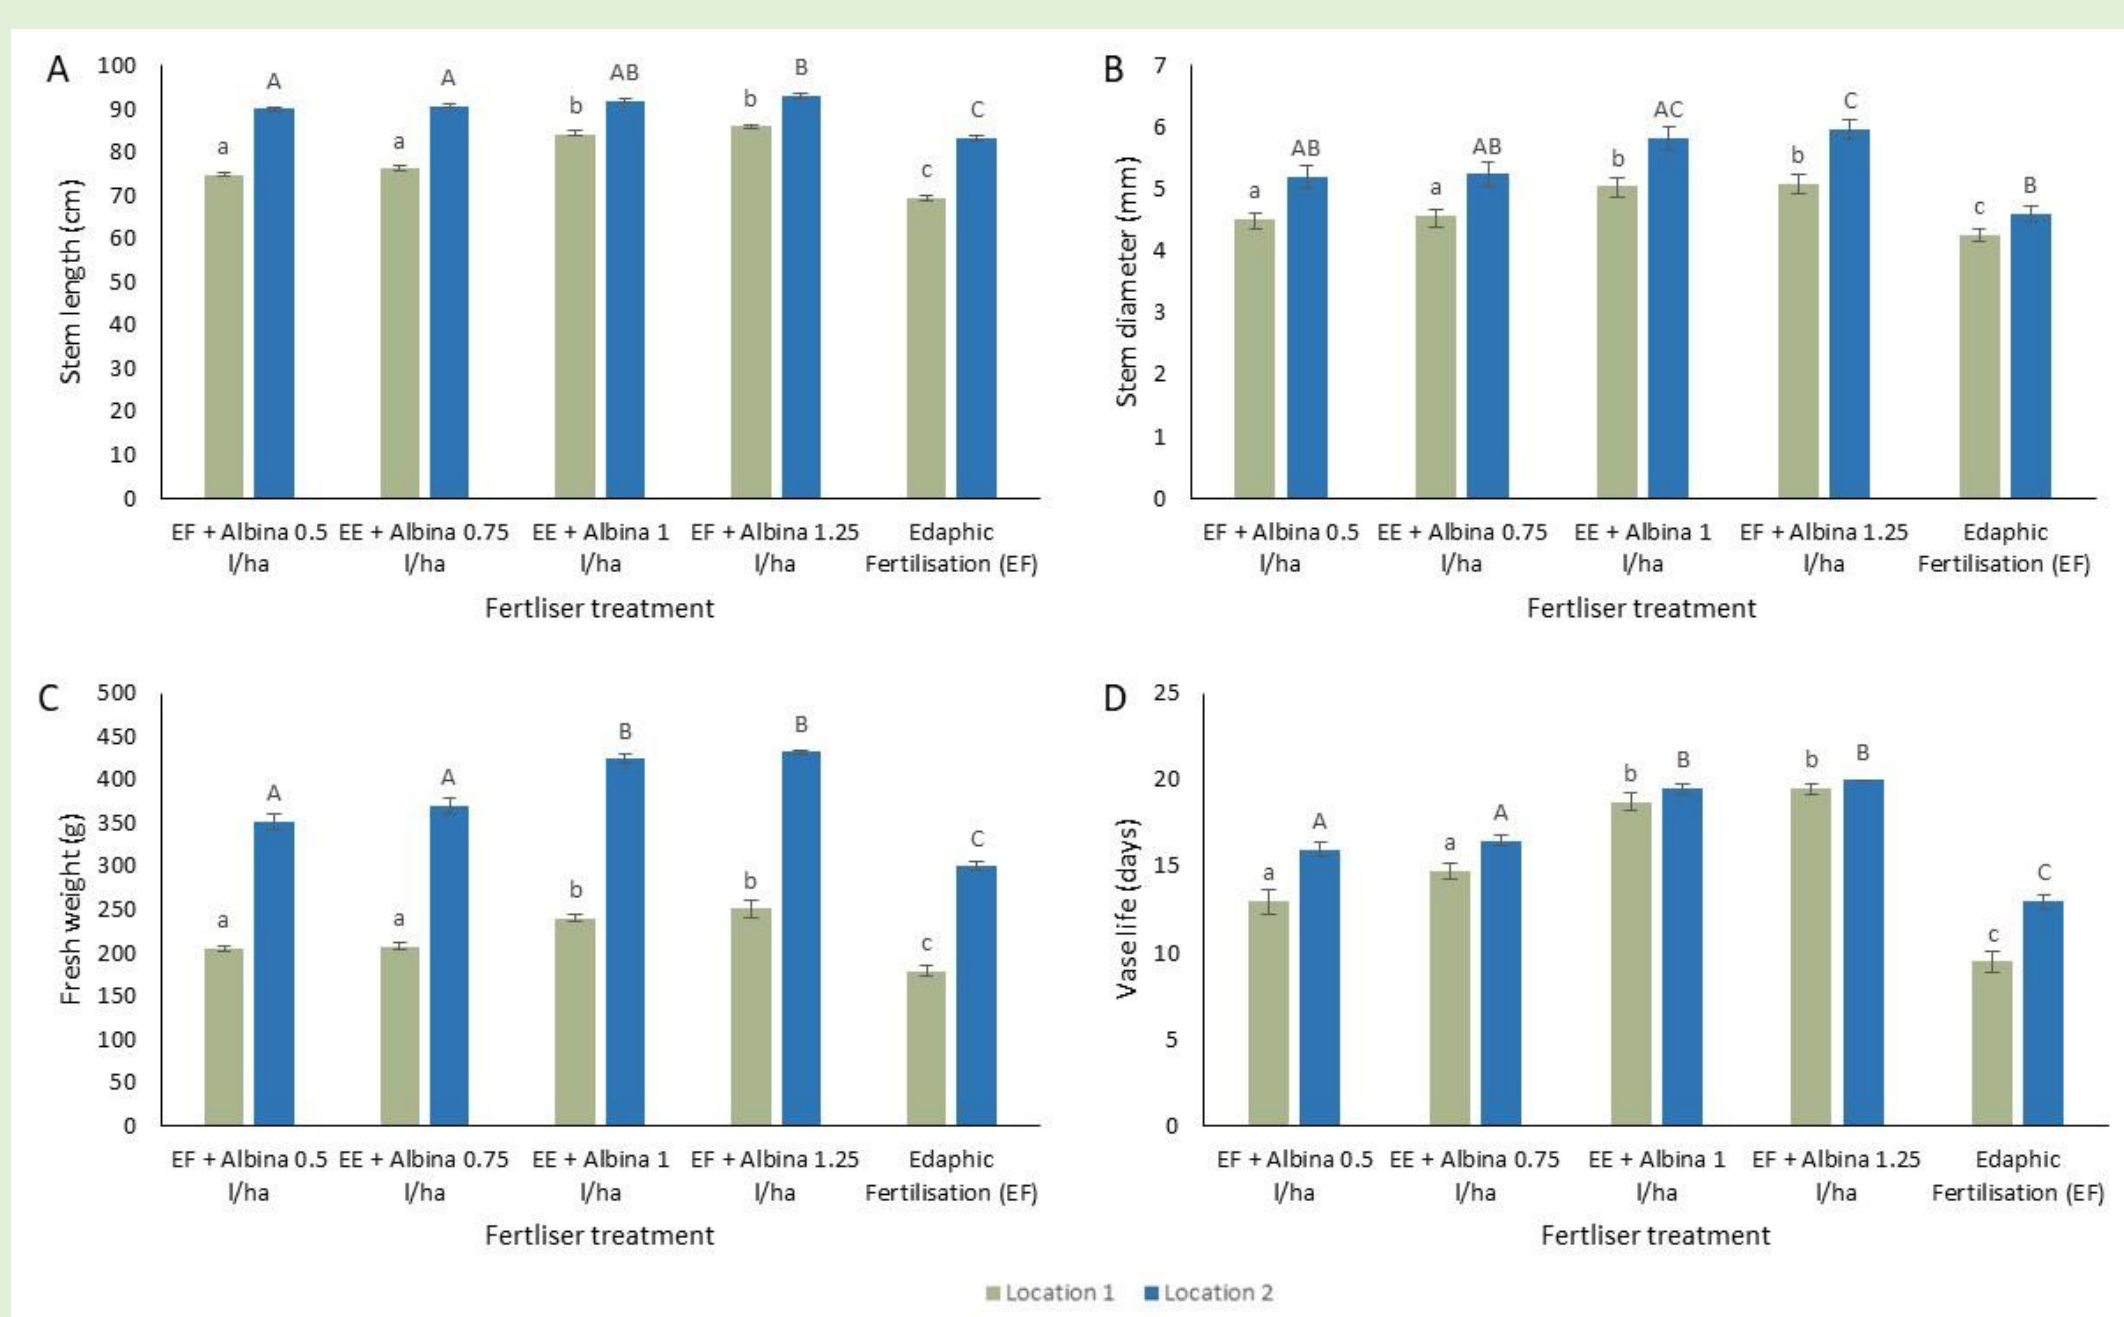 A
100
90
80
70
60
50
40
30
20
10
0
Stem length (cm)
a
A
a
A
b
AB
b
B
c
C
EF + Albina 0.5
l/ha
EE + Albina 0.75
l/ha
EE + Albina 1
l/ha
EF + Albina 1.25
l/ha
Edaphic
Fertilisation (EF)
Fertliser treatment
B
7
6
5
4
3
2
1
0
Stem diameter (mm)
a
AB
a
AB
b
AC
b
C
c
B
EF + Albina 0.5
l/ha
EE + Albina 0.75
l/ha
EE + Albina 1
l/ha
EF + Albina 1.25
l/ha
Edaphic
Fertilisation (EF)
Fertliser treatment
C
500
450
400
350
300
250
200
150
100
50
0
Fresh weight (g)
a
A
a
A
b
B
b
B
c
C
EF + Albina 0.5
l/ha
EE + Albina 0.75
l/ha
EE + Albina 1
l/ha
EF + Albina 1.25
l/ha
Edaphic
Fertilisation (EF)
Fertliser treatment
D
25
20
15
10
5
0
Vase life (days)
a
A
a
A
b
B
b
B
c
C
EF + Albina 0.5
l/ha
EE + Albina 0.75
l/ha
EE + Albina 1
l/ha
EF + Albina 1.25
l/ha
Edaphic
Fertilisation (EF)
Fertliser treatment
Location 1
Location 2